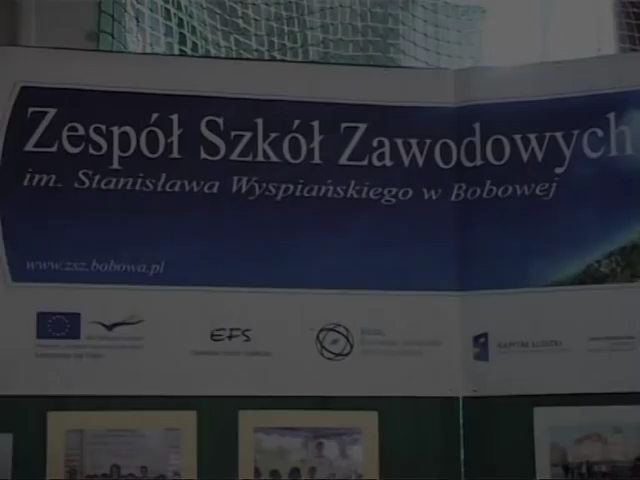 Zespół Szkół Zawodowych
im. Stanisława Wyspiańskiego w Bobowej
www.zsz.bobowa.pl
EFS
KAPITAŁ LUDZKI